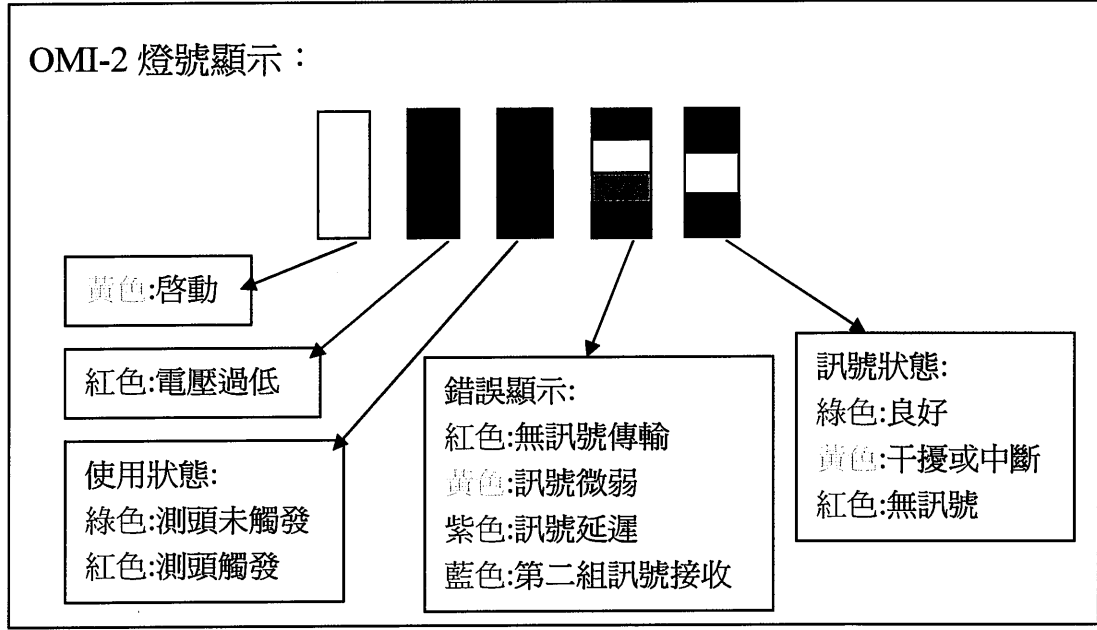 OMI-2 燈號顯示：
黃色:啓動
紅色:電壓過低
使用狀態:
綠色:測頭未觸發
紅色:測頭觸發
錯誤顯示:
紅色:無訊號傳輸
黃色:訊號微弱
紫色:訊號延遲
藍色:第二組訊號接收
訊號狀態:
綠色:良好
黃色:干擾或中斷
紅色:無訊號